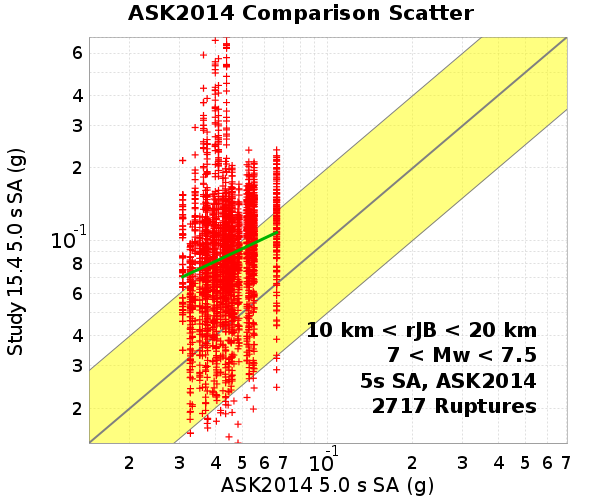 ASK2014 Comparison Scatter
Study 15.4 5.0 s SA (g)
6
4
3
2
10-1
8
6
4
3
2
10 km < rJB < 20 km
7 < Mw < 7.5
5s SA, ASK2014
2717 Ruptures
2 3 4 5 6 7 10-1 2 3 4 5 6 7
ASK2014 5.0 s SA (g)